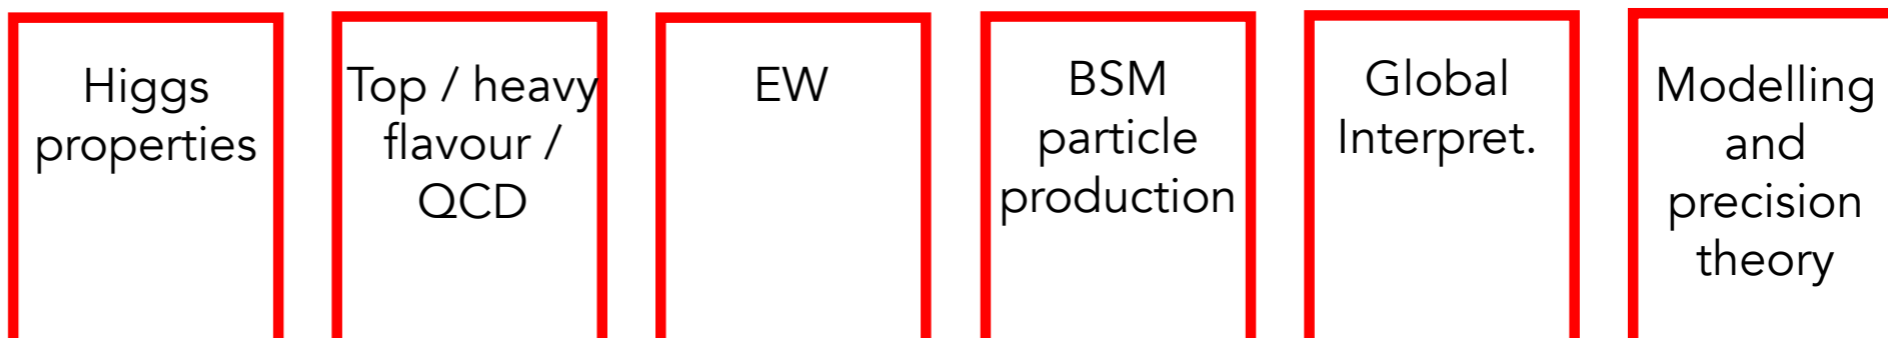 Higgs
properties
Top / heavy
flavour /
QCD
EW
BSM
particle
production
Global
Interpret.
Modelling
and
precision
theory